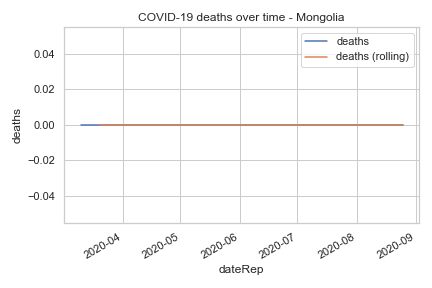 COVID-19 deaths over time - Mongolia
deaths
deaths (rolling)
0.04
0.02
0.00
−0.02
−0.04
deaths
2020-04
2020-05
2020-06
2020-07
2020-08
2020-09
dateRep